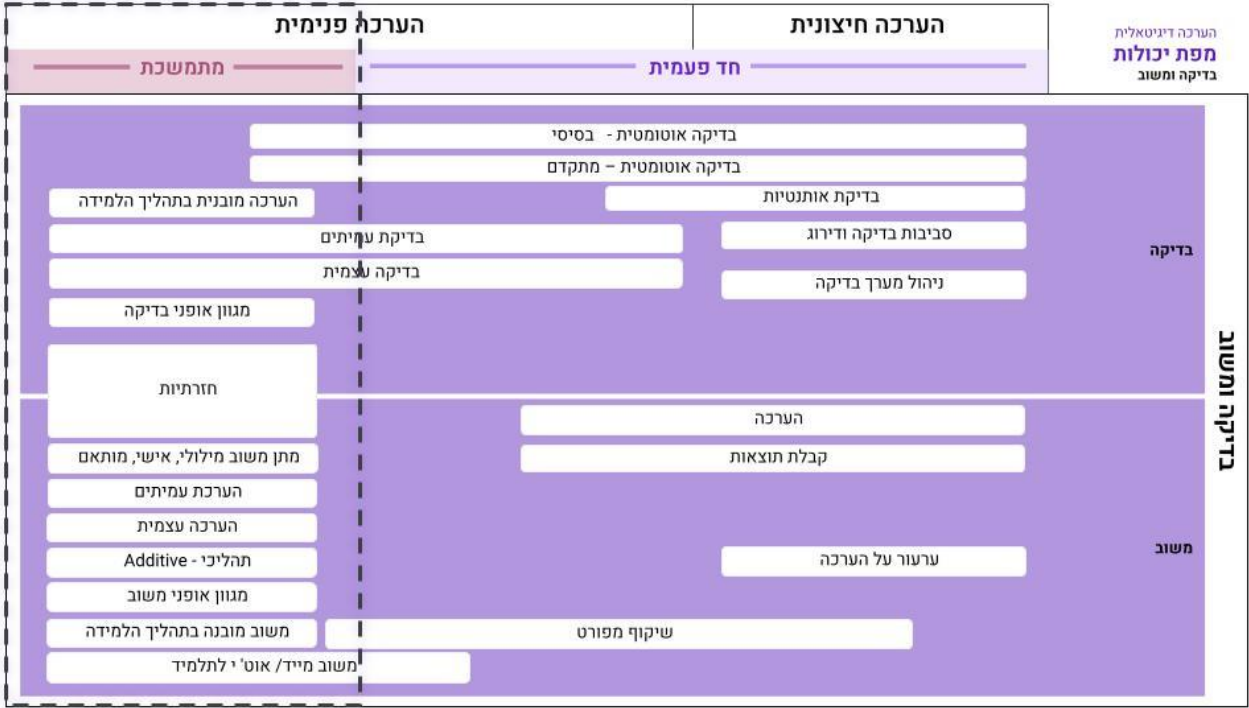 הערכה דיגיטאלית
מפת יכולות
בדיקה ומשוב
הערכה חיצונית
הערכה פנימית
חד פעמית
מתמשכת
בדיקה ומשוב
בדיקה
בדיקה אוטומטית - בסיסי
בדיקה אוטומטית – מתקדם
בדיקת אותנטיות
הערכה מובנית בתהליך הלמידה
סביבות בדיקה ודירוג
בדיקת עמיתים
בדיקה עצמית
ניהול מערך בדיקה
מגוון אופני בדיקה
חזרתיות
משוב
הערכה
קבלת תוצאות
מתן משוב מילולי, אישי, מותאם
הערכת עמיתים
הערכה עצמית
ערעור על הערכה
תהליכי - Additive
מגוון אופני משוב
שיקוף מפורט
משוב מובנה בתהליך הלמידה
משוב מייד/ אוט' י לתלמיד